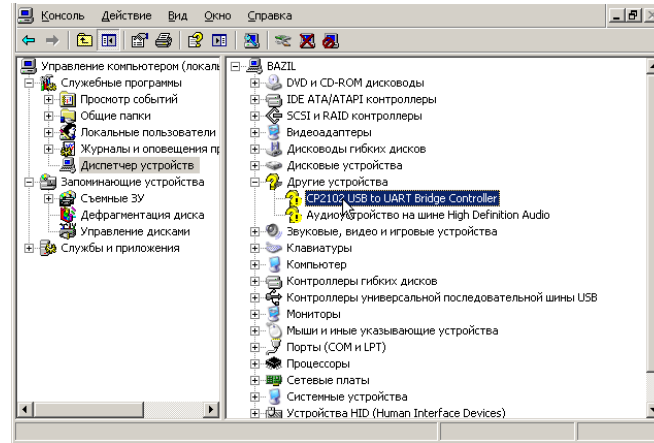 Консоль Действие Вид Окно Справка
Управление компьютером (локаль
Служебные программы
Просмотр событий
Общие папки
Локальные пользователи
Журналы и оповещения пр
Диспетчер устройств
Запоминающие устройства
Съемные ЗУ
Дефрагментация диска
Управление дисками
Службы и приложения
BAZIL
DVD и CD-ROM дисководы
IDE ATA/ATAPI контроллеры
SCSI и RAID контроллеры
Видеоадаптеры
Дисководы гибких дисков
Дисковые устройства
Другие устройства
CP2102 USB to UART Bridge Controller
Аудиоустройство на шине High Definition Audio
Звуковые, видео и игровые устройства
Клавиатуры
Компьютер
Контроллеры гибких дисков
Контроллеры универсальной последовательной шины USB
Мониторы
Мыши и иные указывающие устройства
Порты (COM и LPT)
Процессоры
Сетевые платы
Системные устройства
Устройства HID (Human Interface Devices)